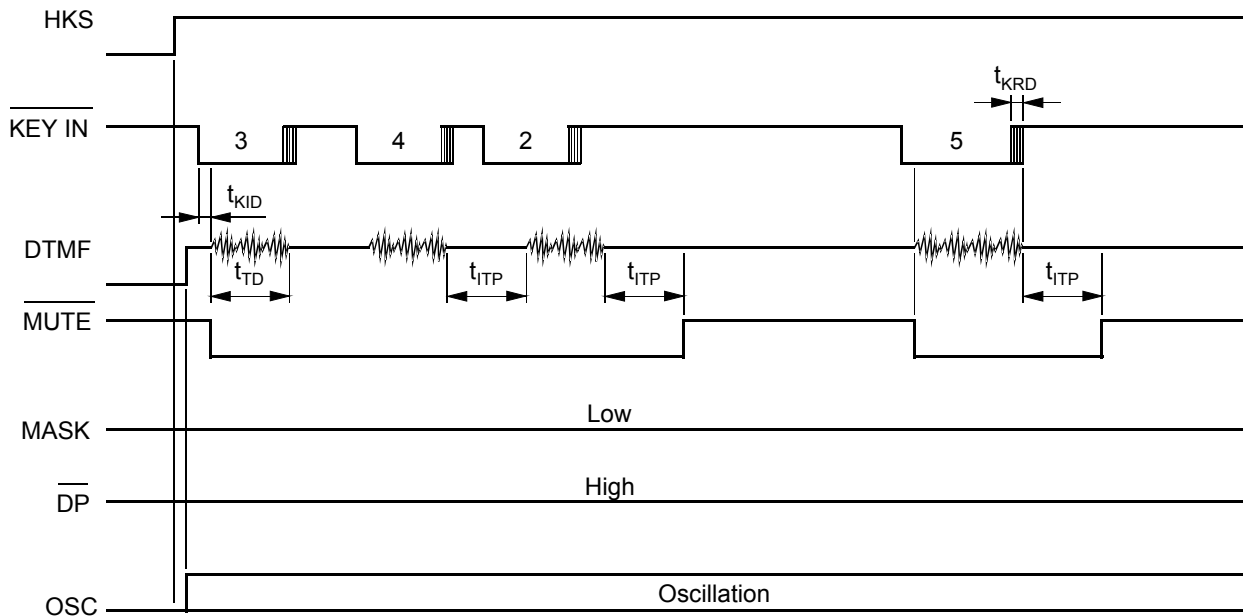 HKS
tKRD
KEY IN
3 4 2 5
tKID
DTMF
tTD tITP tITP tITP
MUTE
Low
MASK
High
DP
Oscillation
OSC